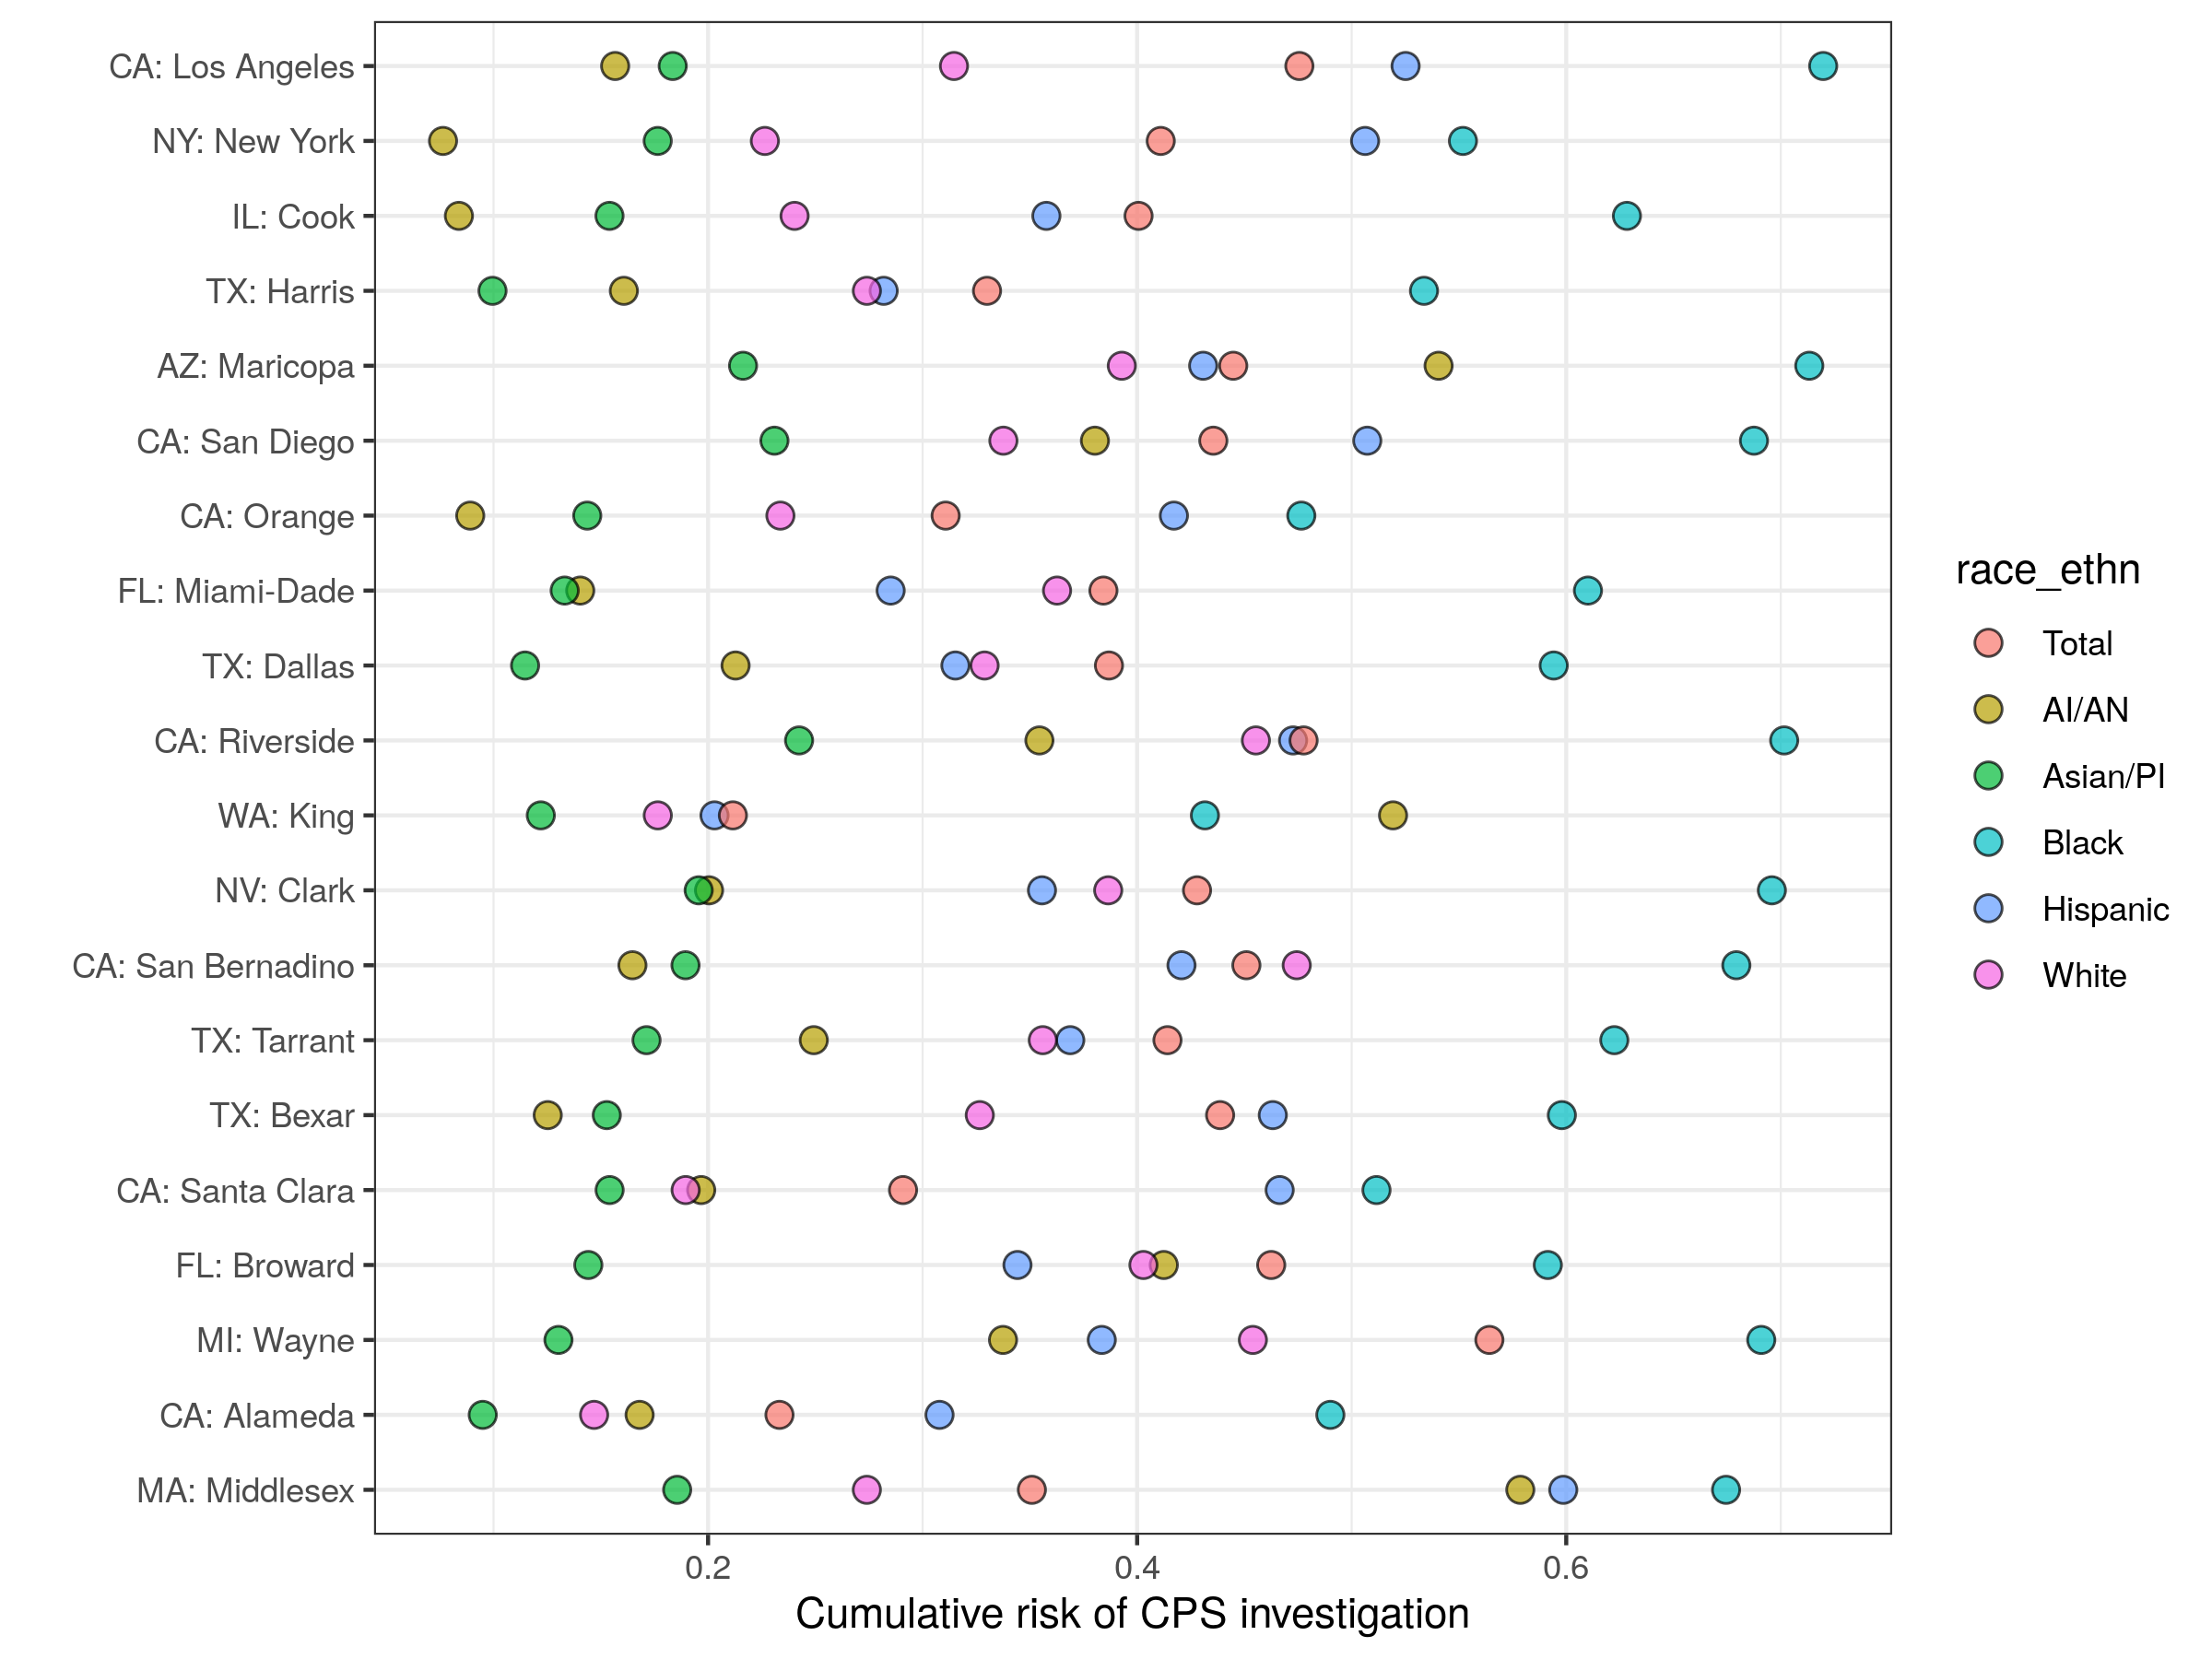 CA: Los Angeles
NY: New York
IL: Cook
TX: Harris
AZ: Maricopa
CA: San Diego
CA: Orange
FL: Miami-Dade
TX: Dallas
CA: Riverside
WA: King
NV: Clark
CA: San Bernadino
TX: Tarrant
TX: Bexar
CA: Santa Clara
FL: Broward
MI: Wayne
CA: Alameda
MA: Middlesex
0.2 0.4 0.6
Cumulative risk of CPS investigation
race_ethn
Total
AI/AN
Asian/PI
Black
Hispanic
White